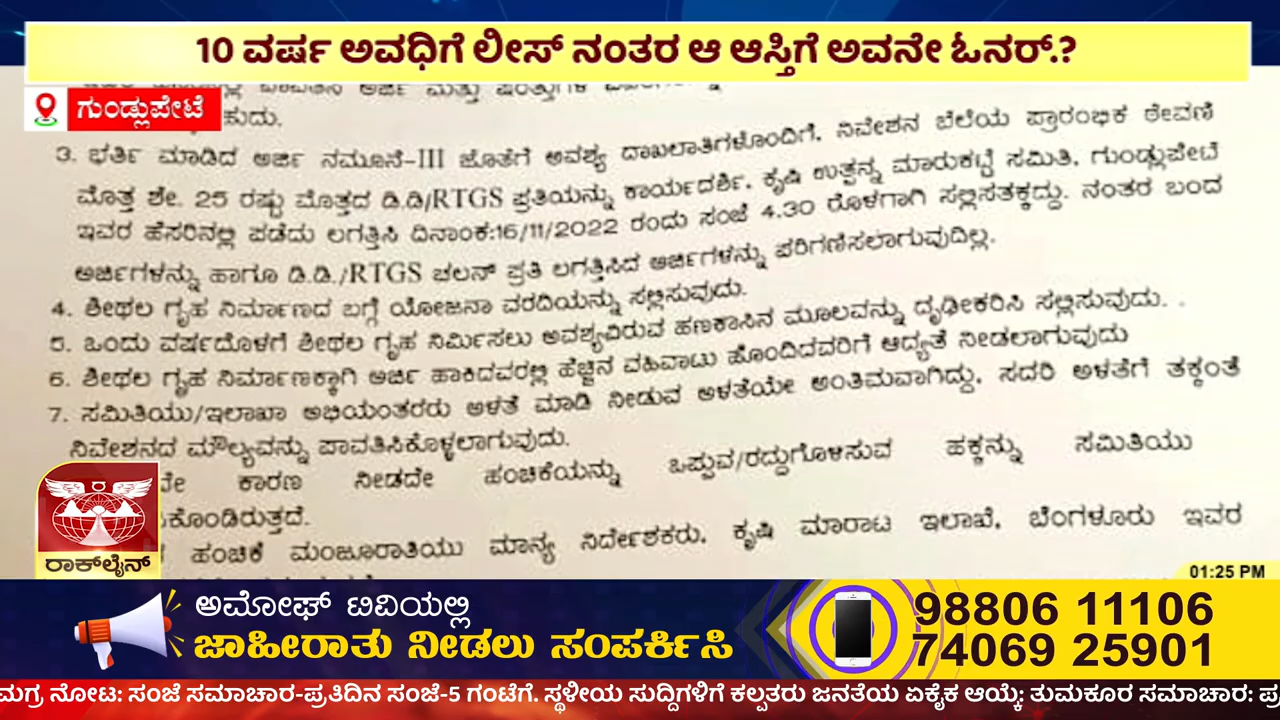 10 ವರ್ಷ ಅವಧಿಗೆ ಲೀಸ್ ನಂತರ ಆ ಆಸ್ತಿಗೆ ಅವನೇ ಓನರ್.?
ಗುಂಡ್ಲುಪೇಟೆ
ಹುದು.
3. ಭರ್ತಿ ಮಾಡಿದ ಅರ್ಜಿ ನಮೂನೆ-III ಜೊತೆಗೆ ಅವಶ್ಯ ದಾಖಲಾತಿಗಳೊಂದಿಗೆ, ನಿವೇಶನ ಬೆಲೆಯ ಪ್ರಾರಂಭಿಕ ಠೇವಣಿ
ಮೊತ್ತ ಶೇ. 25 ರಷ್ಟು ಮೊತ್ತದ ಡಿ.ಡಿ/RTGS ಪ್ರತಿಯನ್ನು ಕಾರ್ಯದರ್ಶಿ, ಕೃಷಿ ಉತ್ಪನ್ನ ಮಾರುಕಟ್ಟೆ ಸಮಿತಿ, ಗುಂಡ್ಲುಪೇಟೆ
ಇವರ ಹೆಸರಿನಲ್ಲಿ ಪಡೆದು ಲಗತ್ತಿಸಿ ದಿನಾಂಕ:16/11/2022 ರಂದು ಸಂಜೆ 4.30 ರೊಳಗಾಗಿ ಸಲ್ಲಿಸತಕ್ಕದ್ದು. ನಂತರ ಬಂದ
ಅರ್ಜಿಗಳನ್ನು ಹಾಗೂ ಡಿ.ಡಿ./RTGS ಚಲನ್ ಪ್ರತಿ ಲಗತ್ತಿಸಿದ ಅರ್ಜಿಗಳನ್ನು ಪರಿಗಣಿಸಲಾಗುವುದಿಲ್ಲ.
4. ಶೀಥಲ ಗೃಹ ನಿರ್ಮಾಣದ ಬಗ್ಗೆ ಯೋಜನಾ ವರದಿಯನ್ನು ಸಲ್ಲಿಸುವುದು.
5. ಒಂದು ವರ್ಷದೊಳಗೆ ಶೀಥಲ ಗೃಹ ನಿರ್ಮಿಸಲು ಅವಶ್ಯವಿರುವ ಹಣಕಾಸಿನ ಮೂಲವನ್ನು ದೃಢೀಕರಿಸಿ ಸಲ್ಲಿಸುವುದು.
6. ಶೀಥಲ ಗೃಹ ನಿರ್ಮಾಣಕ್ಕಾಗಿ ಅರ್ಜಿ ಹಾಕಿದವರಲ್ಲಿ ಹೆಚ್ಚಿನ ವಹಿವಾಟು ಹೊಂದಿದವರಿಗೆ ಆದ್ಯತೆ ನೀಡಲಾಗುವುದು
7. ಸಮಿತಿಯು/ಇಲಾಖಾ ಅಭಿಯಂತರರು ಅಳತೆ ಮಾಡಿ ನೀಡುವ ಅಳತೆಯೇ ಅಂತಿಮವಾಗಿದ್ದು, ಸದರಿ ಅಳತೆಗೆ ತಕ್ಕಂತೆ
ನಿವೇಶನದ ಮೌಲ್ಯವನ್ನು ಪಾವತಿಸಿಕೊಳ್ಳಲಾಗುವುದು.
ವೇ ಕಾರಣ ನೀಡದೇ ಹಂಚಿಕೆಯನ್ನು ಒಪ್ಪುವ/ರದ್ದುಗೊಳಿಸುವ ಹಕ್ಕನ್ನು ಸಮಿತಿಯು
ಕೊಂಡಿರುತ್ತದೆ.
ಹಂಚಿಕೆ ಮಂಜೂರಾತಿಯು ಮಾನ್ಯ ನಿರ್ದೇಶಕರು, ಕೃಷಿ ಮಾರಾಟ ಇಲಾಖೆ, ಬೆಂಗಳೂರು ಇವರ
ರಾಕ್‌ಲೈನ್
01:25 PM
ಅಮೋಘ್ ಟಿವಿಯಲ್ಲಿ
ಜಾಹೀರಾತು ನೀಡಲು ಸಂಪರ್ಕಿಸಿ
98806 11106
74069 25901
ಮಗ್ರ ನೋಟ: ಸಂಜೆ ಸಮಾಚಾರ-ಪ್ರತಿದಿನ ಸಂಜೆ-5 ಗಂಟೆಗೆ. ಸ್ಥಳೀಯ ಸುದ್ದಿಗಳಿಗೆ ಕಲ್ಪತರು ಜನತೆಯ ಏಕೈಕ ಆಯ್ಕೆ: ತುಮಕೂರ ಸಮಾಚಾರ: ಪ್ರ